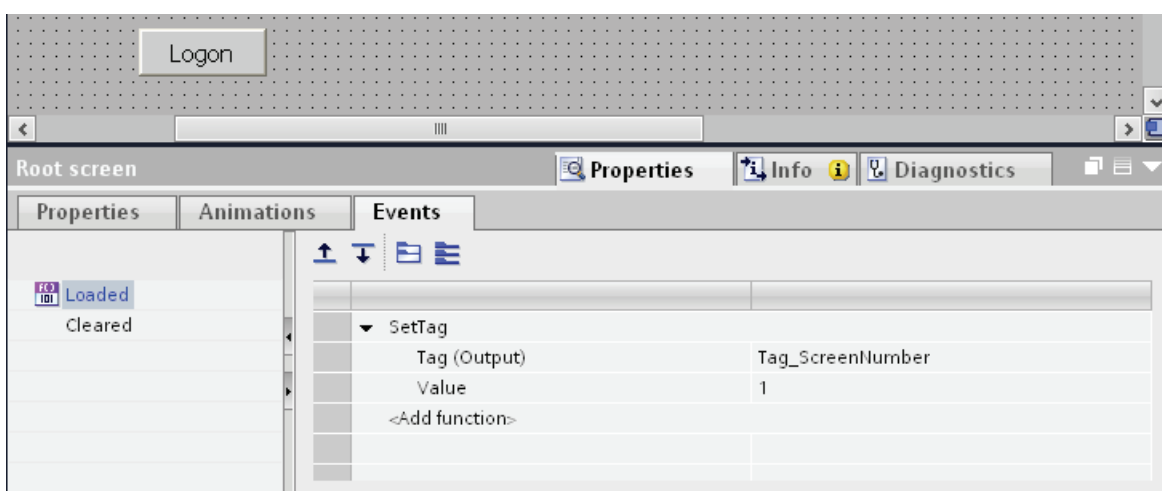 Logon
Root screen
Properties Info Diagnostics
Properties Animations Events
Loaded
Cleared
SetTag
Tag (Output) Tag_ScreenNumber
Value 1
<Add function>